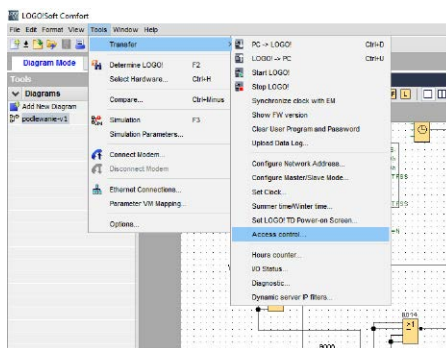 LOGO!Soft Comfort
File Edit Format View Tools Window Help
Diagram Mode
Tools
Diagrams
Add New Diagram
podlewanie-v1
Transfer
Determine LOGO! F2
Select Hardware... Ctrl-H
Compare... Ctrl-Minus
Simulation F3
Simulation Parameters...
Connect Modem...
Disconnect Modem
Ethernet Connections...
Parameter VM Mapping...
Options...
PC -> LOGO! Ctrl-D
LOGO! -> PC Ctrl-U
Start LOGO!
Stop LOGO!
Synchronize clock with EM
Show FW version
Clear User Program and Password
Upload Data Log...
Configure Network Address...
Configure Master/Slave Mode...
Set Clock...
Summer time/Winter time...
Set LOGO! TD Power-on Screen...
Access control...
Hours counter...
I/O Status...
Diagnostic...
Dynamic server IP filters...
L
B014
≥1
B009